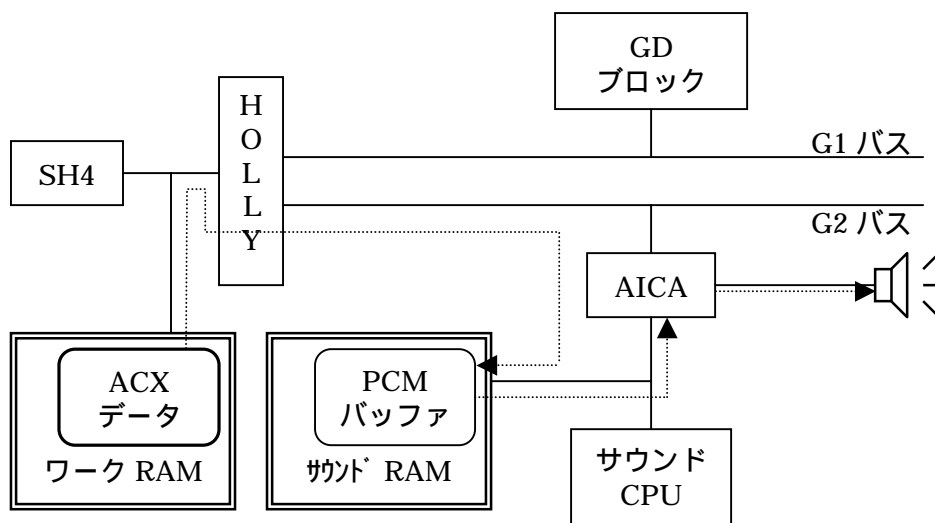 GD
ブロック
H
O
L
L
Y
G1 バス
SH4
G2 バス
AICA
ACX
データ
ワーク RAM
PCM
バッファ
ｻｳﾝﾄﾞ RAM
サウンド
CPU